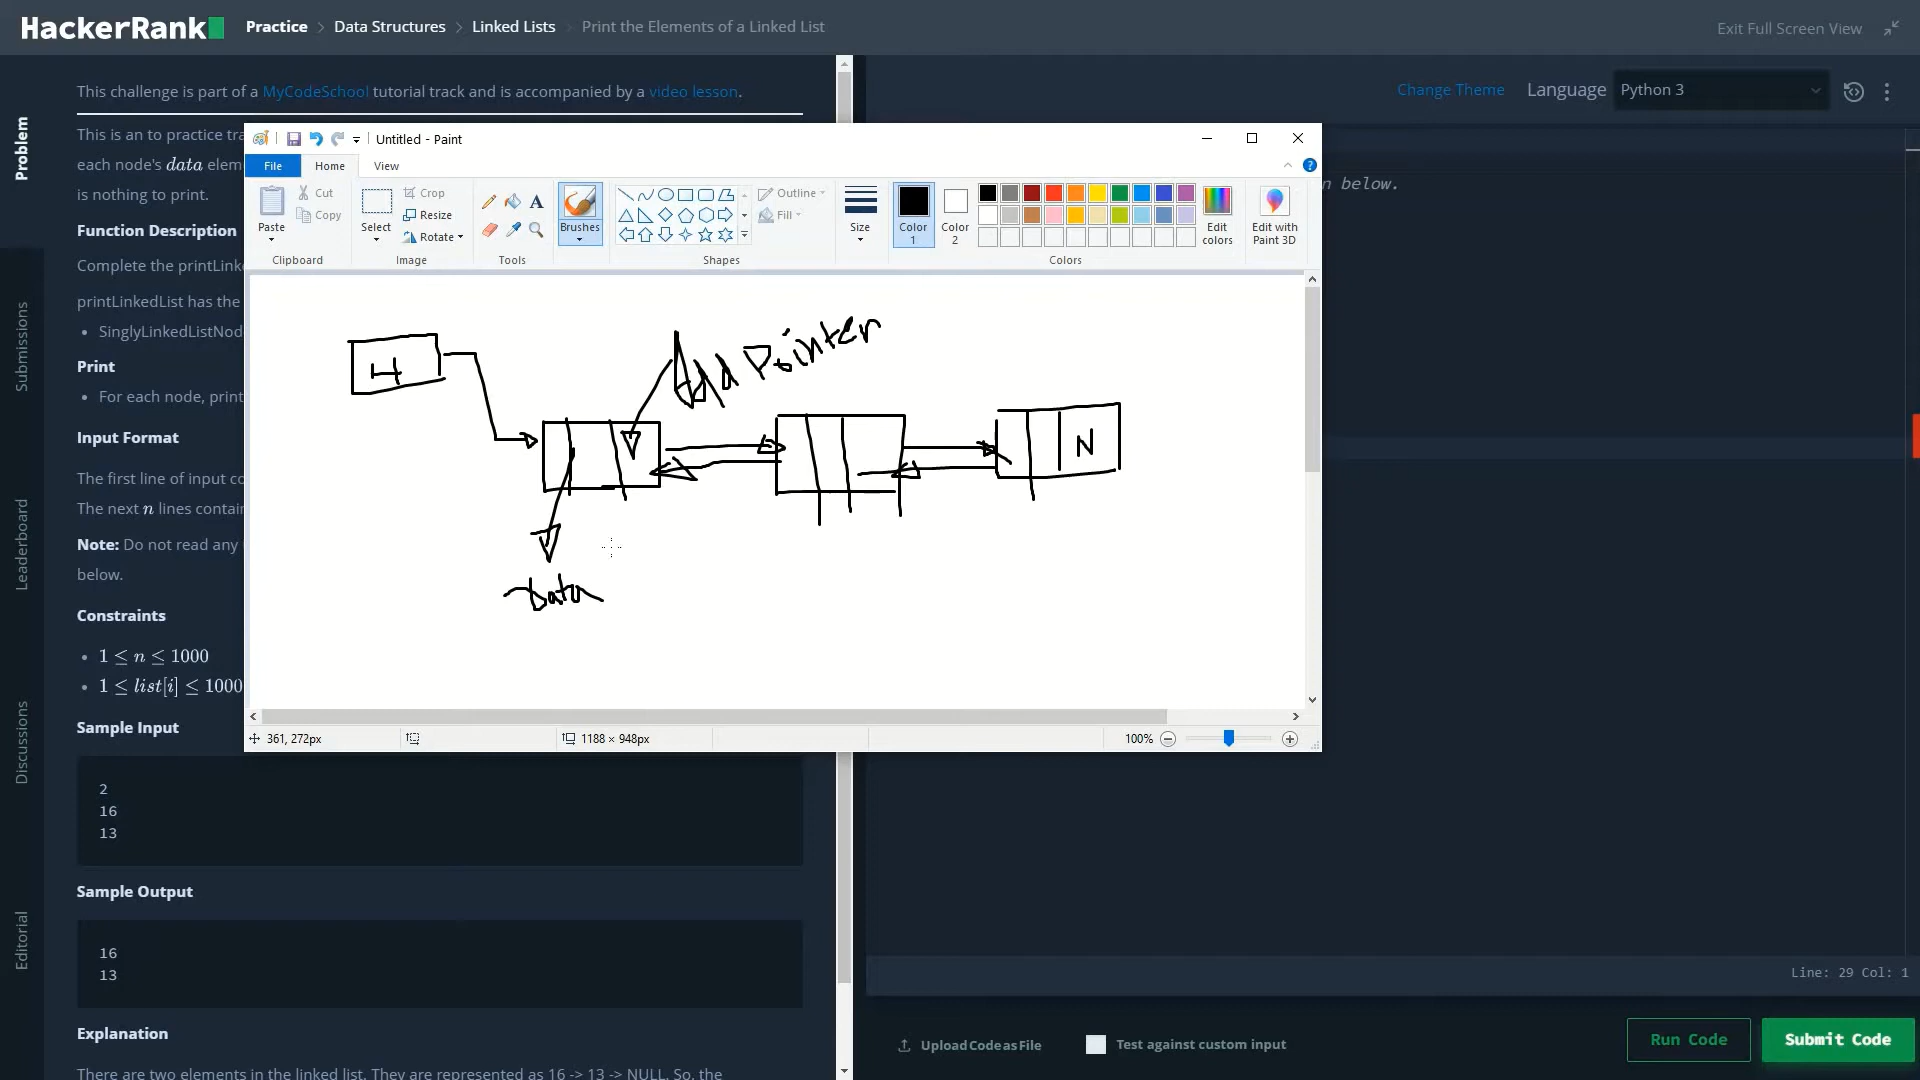 HackerRank Practice > Data Structures > Linked Lists > Print the Elements of a Linked List Exit Full Screen View
Problem
Submissions
Leaderboard
Discussions
Editorial
This challenge is part of a MyCodeSchool tutorial track and is accompanied by a video lesson.
This is an to practice tra
each node's data elem
is nothing to print.
Function Description
Complete the printLinke
printLinkedList has the
• SinglyLinkedListNod
Print
• For each node, print
Input Format
The first line of input co
The next n lines contain
Note: Do not read any
below.
Constraints
• 1 ≤ n ≤ 1000
• 1 ≤ list[i] ≤ 1000
Sample Input
2
16
13
Sample Output
16
13
Explanation
There are two elements in the linked list. They are represented as 16 -> 13 -> NULL. So, the
Change Theme Language Python 3
n below.
Untitled - Paint
File Home View
Paste
Cut
Copy
Clipboard
Select
Crop
Resize
Rotate
Image
Tools
Brushes
Shapes
Outline
Fill
Size
Color 1
Color 2
Colors
Edit colors
Edit with Paint 3D
H
Add Pointer
N
Data
361, 272px 1188 × 948px 100%
Line: 29 Col: 1
Upload Code as File Test against custom input Run Code Submit Code